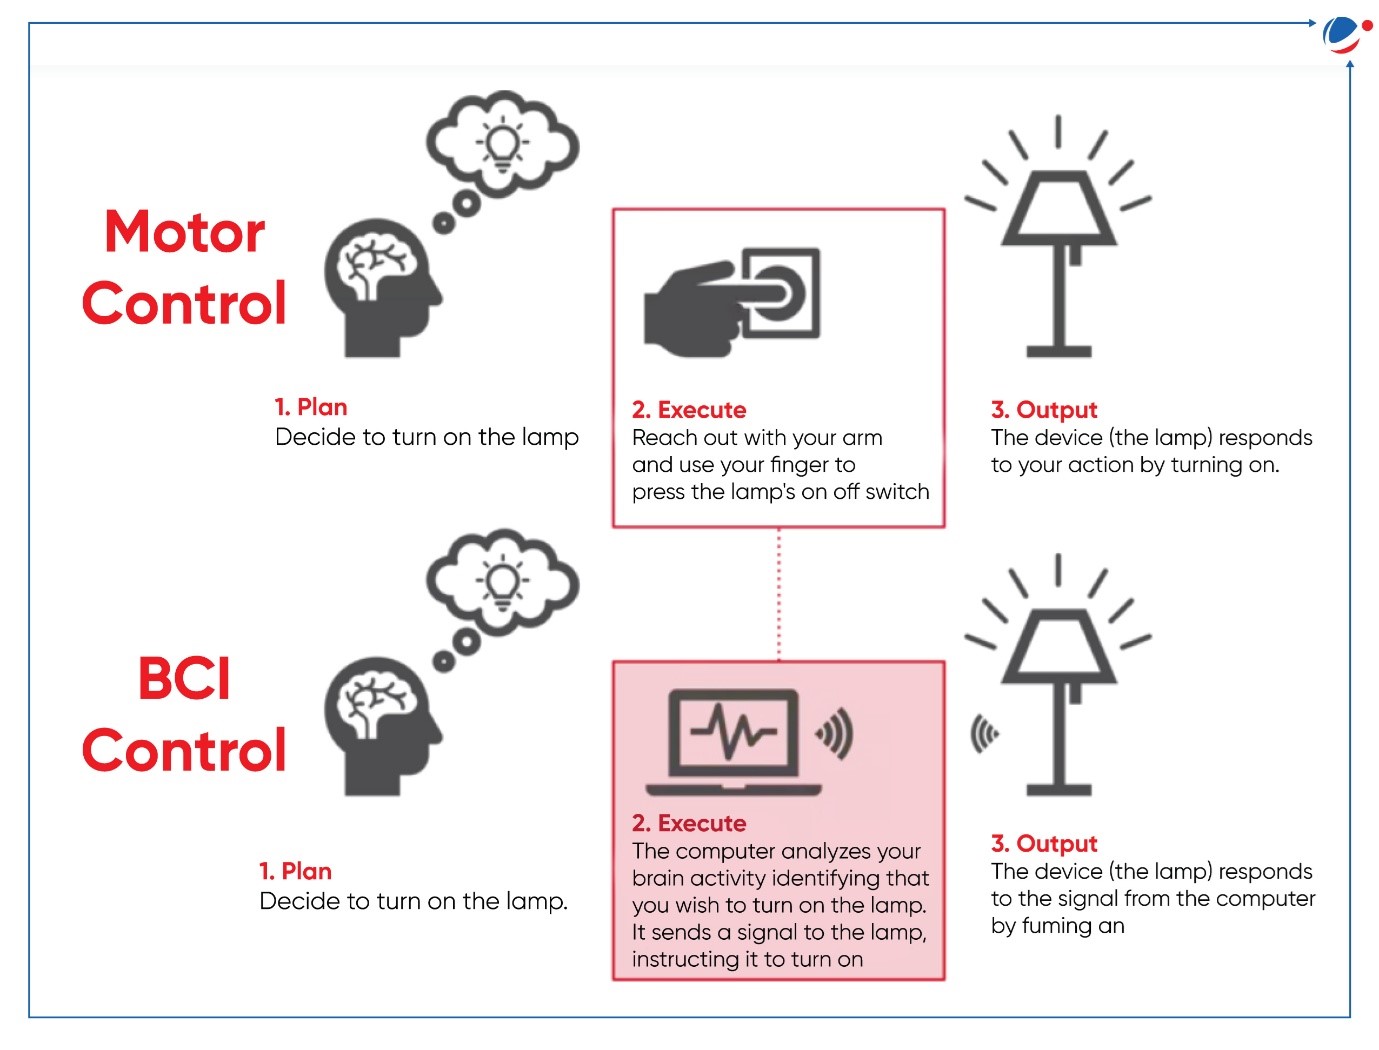 Motor
Control
1. Plan
Decide to turn on the lamp
2. Execute
Reach out with your arm
and use your finger to
press the lamp's on off switch
3. Output
The device (the lamp) responds
to your action by turning on.
BCI
Control
1. Plan
Decide to turn on the lamp.
2. Execute
The computer analyzes your
brain activity identifying that
you wish to turn on the lamp.
It sends a signal to the lamp,
instructing it to turn on
3. Output
The device (the lamp) responds
to the signal from the computer
by fuming an